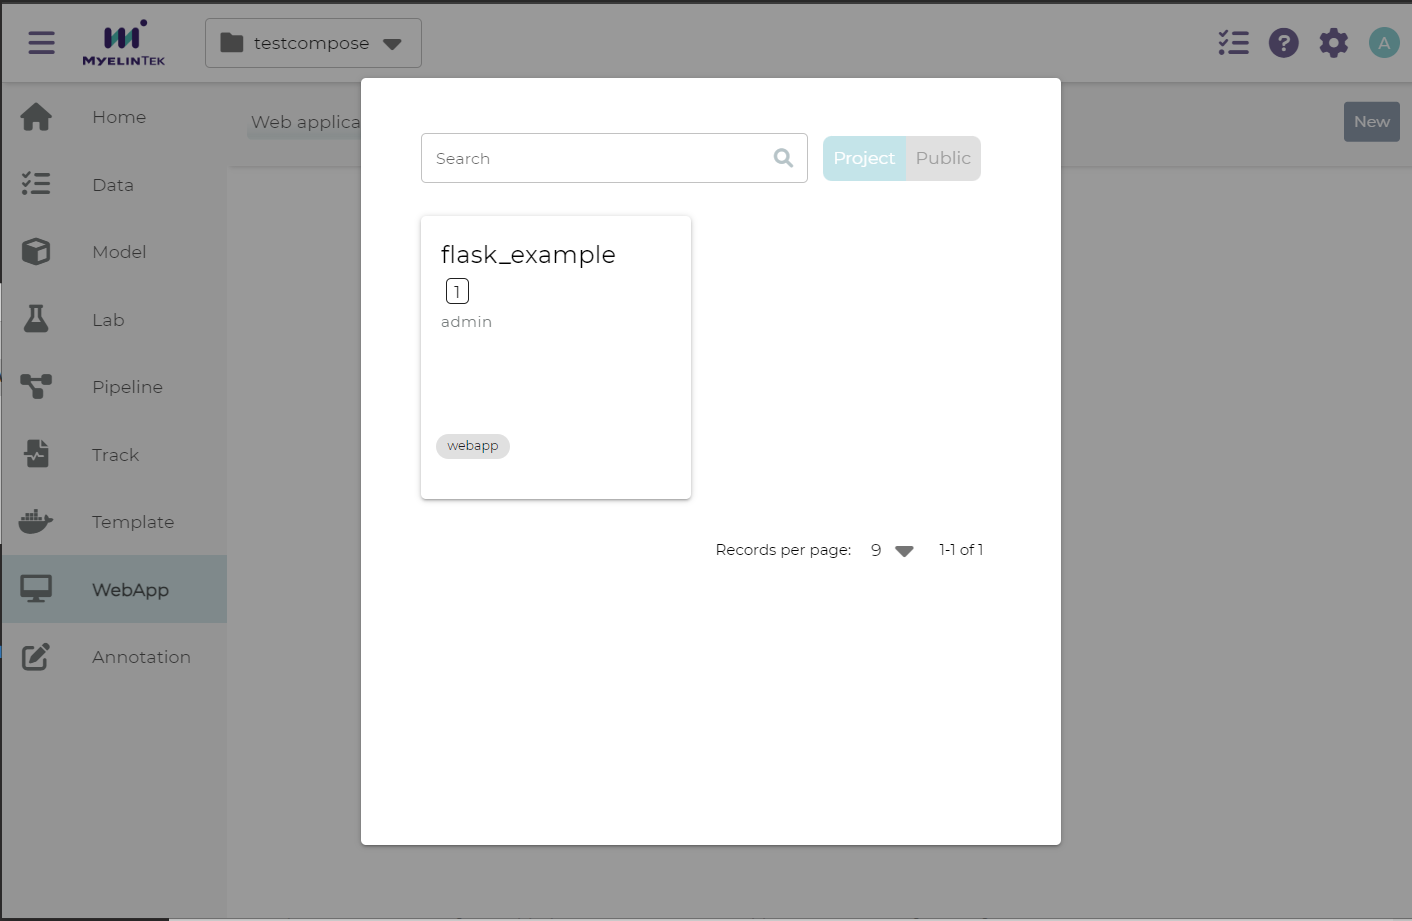 MYELINTEK
testcompose
A
Home
Data
Model
Lab
Pipeline
Track
Template
WebApp
Annotation
Web applica
New
Search
Project
Public
flask_example
1
admin
webapp
Records per page:
9
1-1 of 1